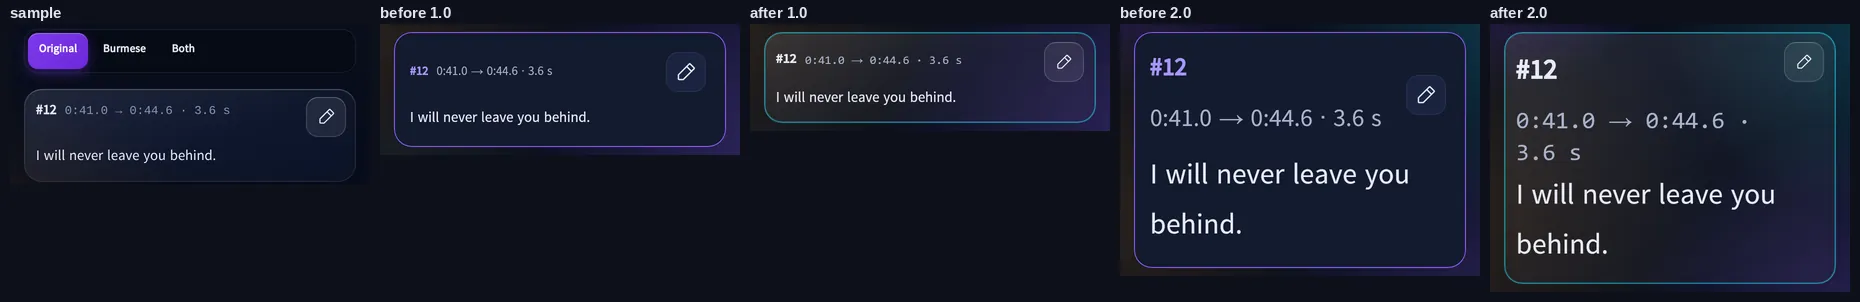 sample
Original Burmese Both
#12 0:41.0 → 0:44.6 · 3.6 s
I will never leave you behind.
before 1.0
#12 0:41.0 → 0:44.6 · 3.6 s
I will never leave you behind.
after 1.0
#12 0:41.0 → 0:44.6 · 3.6 s
I will never leave you behind.
before 2.0
#12
0:41.0 → 0:44.6 · 3.6 s
I will never leave you
behind.
after 2.0
#12
0:41.0 → 0:44.6 ·
3.6 s
I will never leave you
behind.